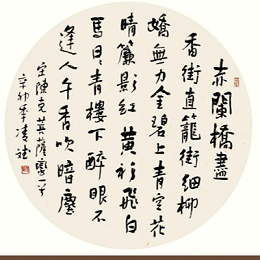 赤闌橋盡
香街直籠街細柳
嬌無力金碧上青空花
晴簾影紅黃衫飛白
馬日〻青樓下醉眼不
逢人午香吹暗塵
宋陳克菩薩蠻一首
辛卯年